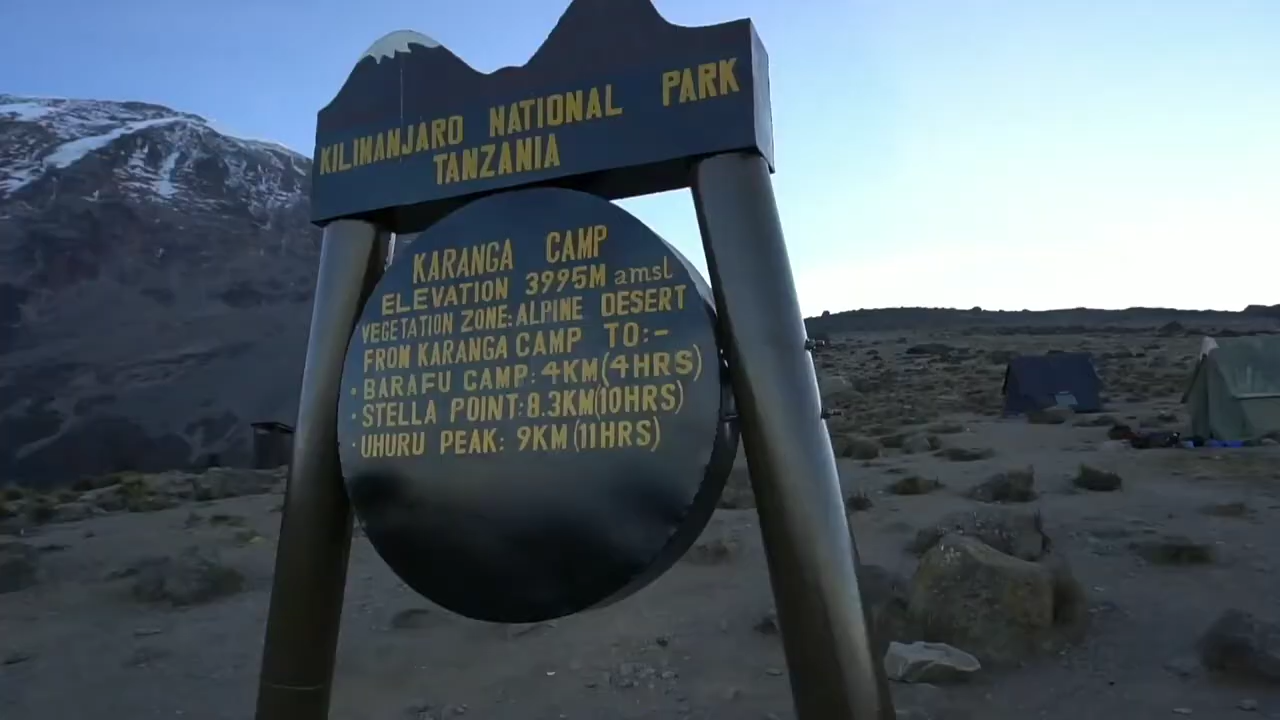 KILIMANJARO NATIONAL PARK
TANZANIA
KARANGA CAMP
ELEVATION 3995M amsl
VEGETATION ZONE: ALPINE DESERT
FROM KARANGA CAMP TO:-
• BARAFU CAMP: 4KM(4HRS)
• STELLA POINT: 8.3KM(10HRS)
• UHURU PEAK: 9KM(11HRS)